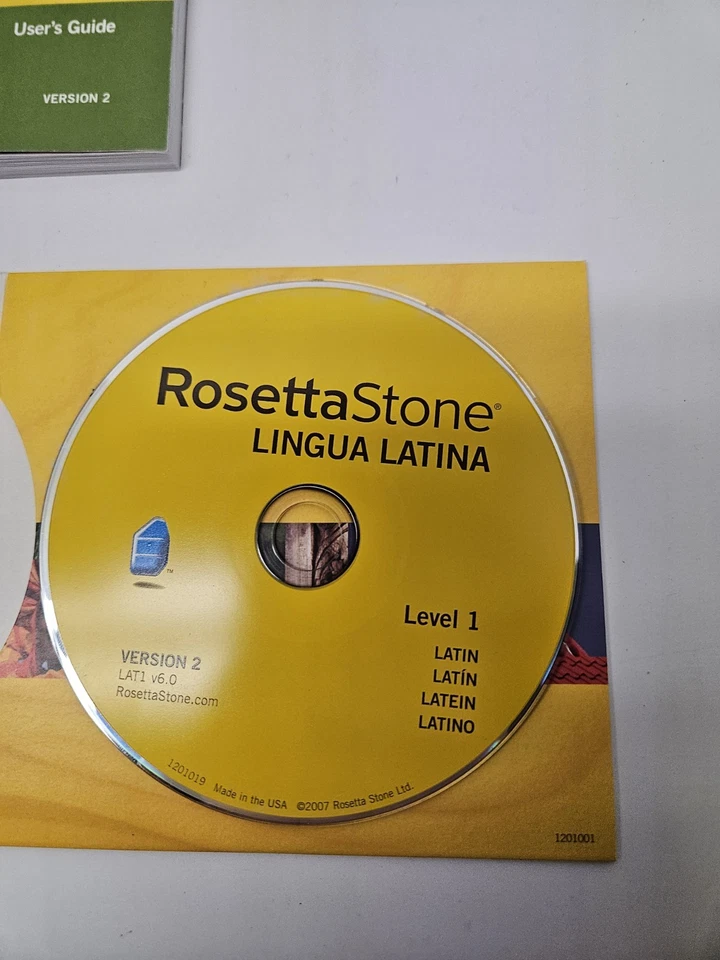 User's Guide
VERSION 2
RosettaStone®
LINGUA LATINA
TM
Level 1
LATIN
LATÍN
LATEIN
LATINO
VERSION 2
LAT1 v6.0
RosettaStone.com
1201019 Made in the USA ©2007 Rosetta Stone Ltd.
1201001